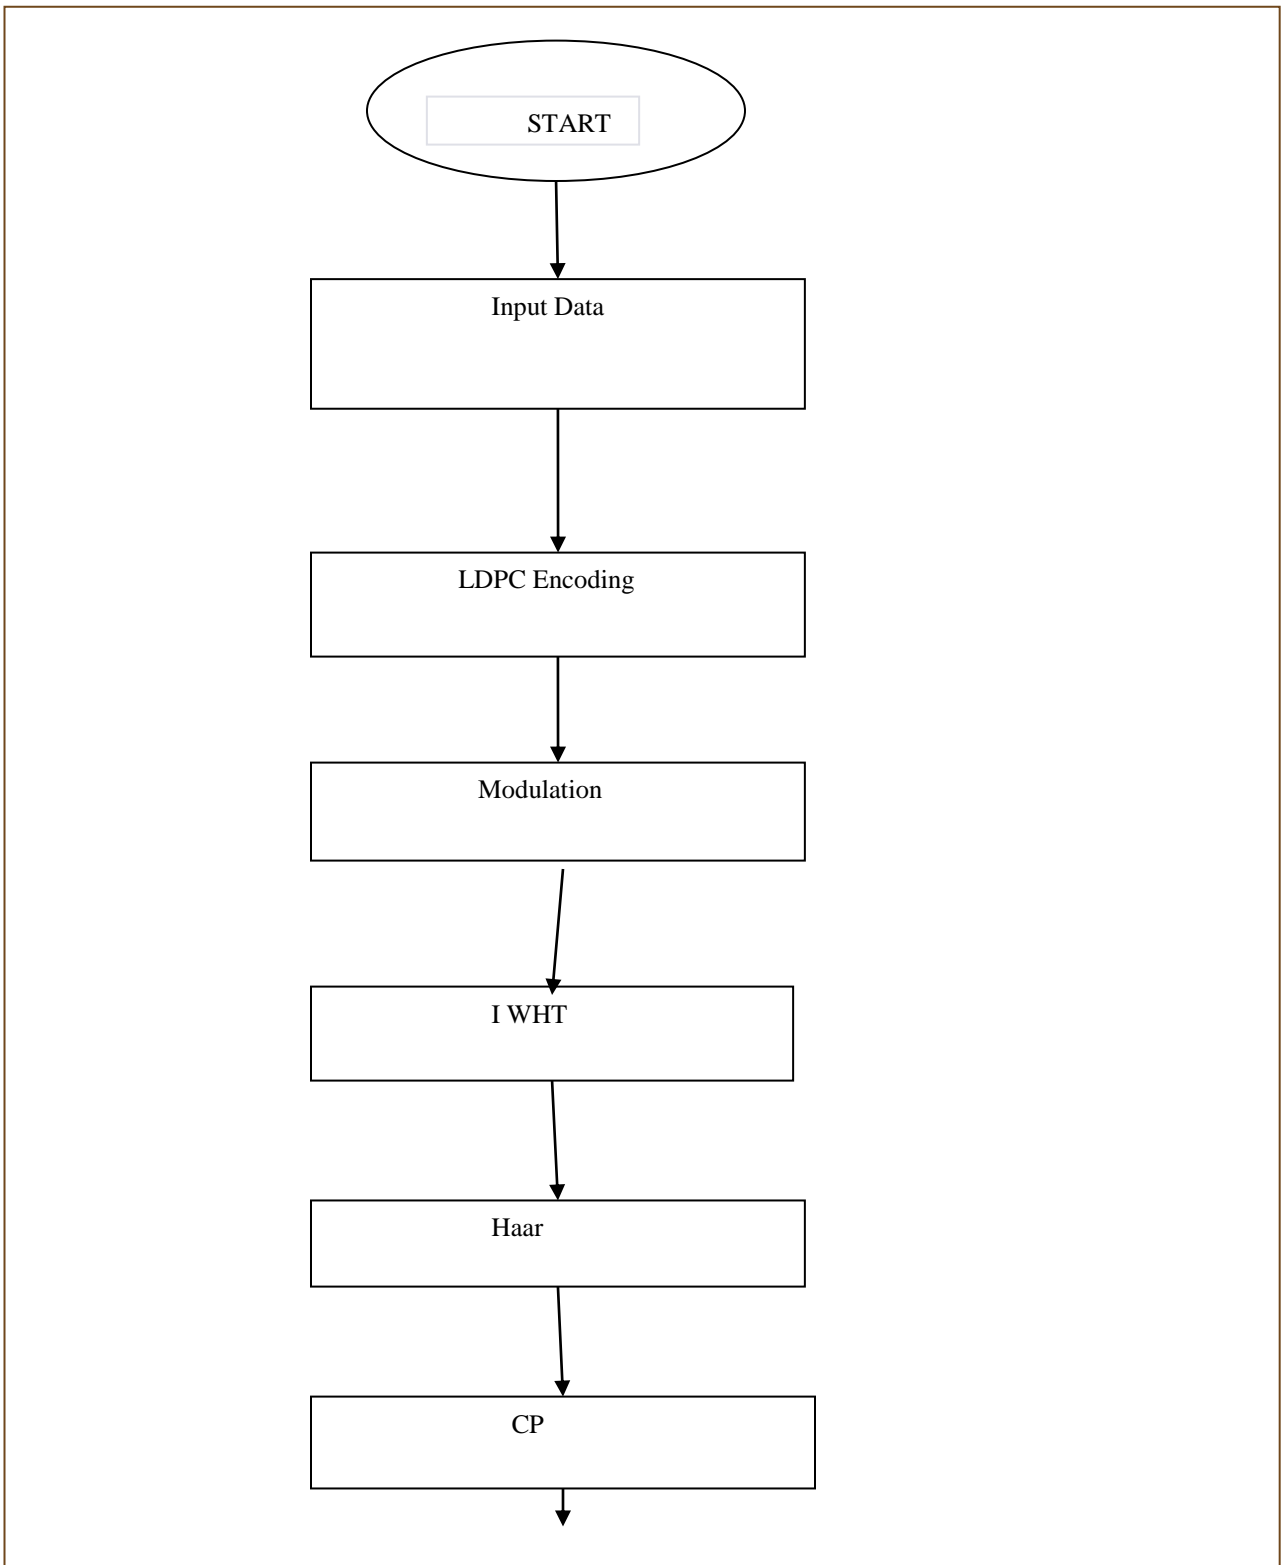 START
Input Data
LDPC Encoding
Modulation
I WHT
Haar
CP